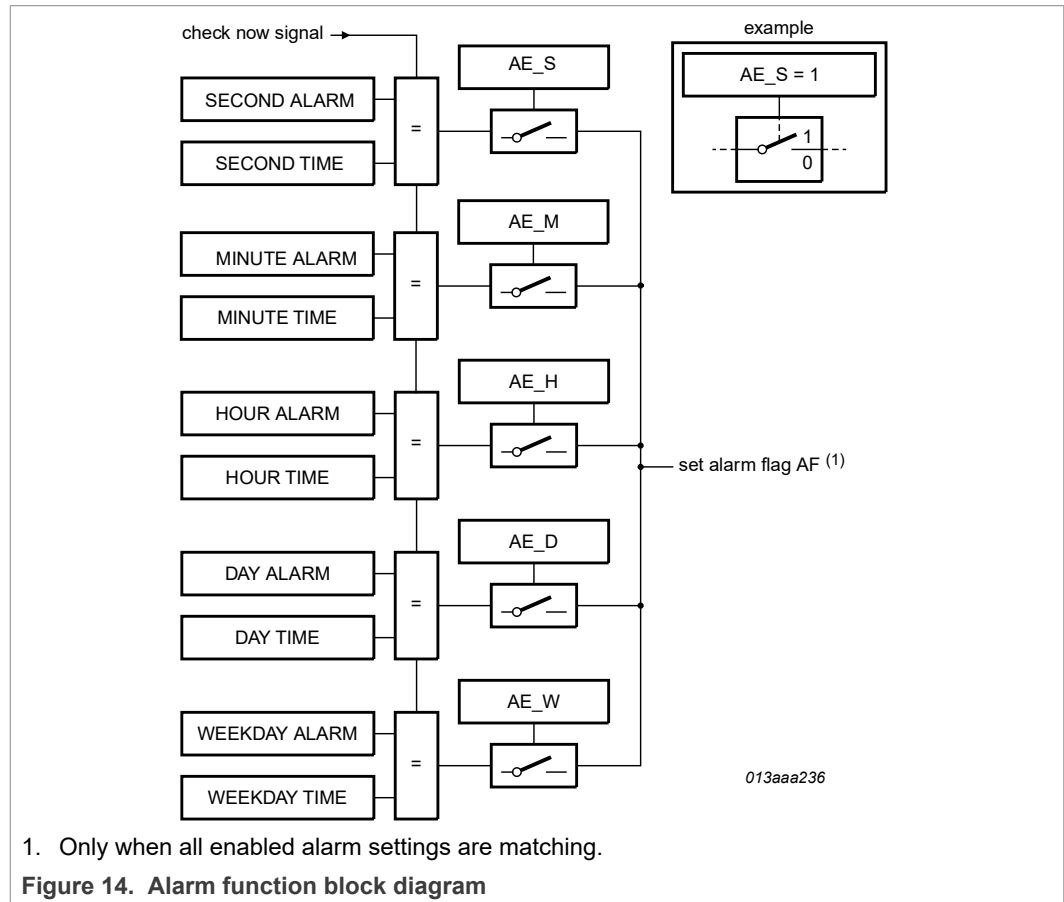 check now signal
example
AE_S
AE_S = 1
SECOND ALARM
1
=
0
SECOND TIME
AE_M
MINUTE ALARM
=
MINUTE TIME
AE_H
HOUR ALARM
=
set alarm flag AF (1)
HOUR TIME
AE_D
DAY ALARM
=
DAY TIME
AE_W
WEEKDAY ALARM
=
013aaa236
WEEKDAY TIME
1. Only when all enabled alarm settings are matching.
Figure 14. Alarm function block diagram